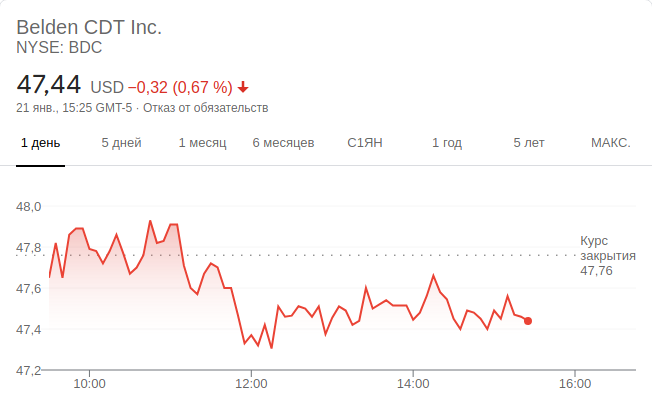 Belden CDT Inc.
NYSE: BDC
47,44 USD −0,32 (0,67 %)
21 янв., 15:25 GMT-5 · Отказ от обязательств
1 день 5 дней 1 месяц 6 месяцев С1ЯН 1 год 5 лет МАКС.
48,0
47,8
47,6
47,4
47,2
Курс
закрытия
47,76
10:00 12:00 14:00 16:00